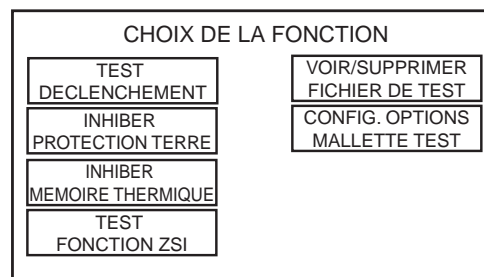 CHOIX DE LA FONCTION
TEST
DECLENCHEMENT
INHIBER
PROTECTION TERRE
INHIBER
MEMOIRE THERMIQUE
TEST
FONCTION ZSI
VOIR/SUPPRIMER
FICHIER DE TEST
CONFIG. OPTIONS
MALLETTE TEST